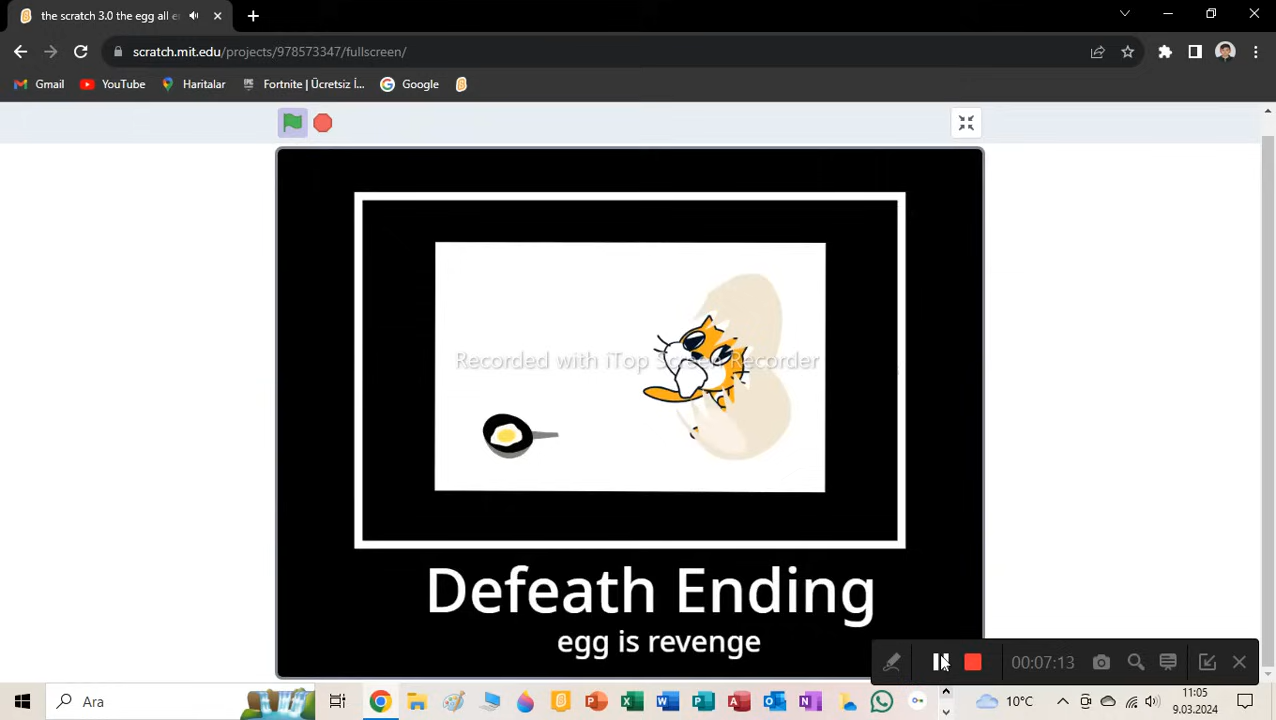 the scratch 3.0 the egg all e
scratch.mit.edu/projects/978573347/fullscreen/
Gmail
YouTube
Haritalar
Fortnite | Ücretsiz İ...
Google
Recorded with iTop Screen Recorder
Defeath Ending
egg is revenge
00:07:13
Ara
10°C
11:05
9.03.2024